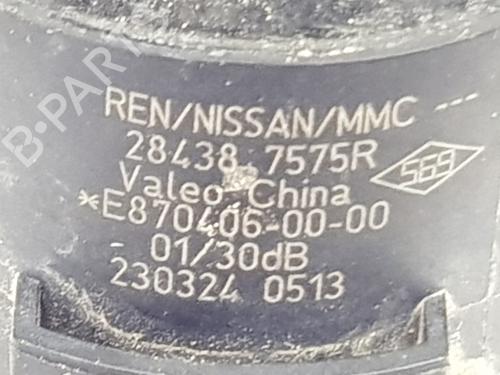 B-PARTS
REN/NISSAN/MMC ---
28438 7575R
569
Valeo China
*E870406-00-00
01/30dB
230324 0513